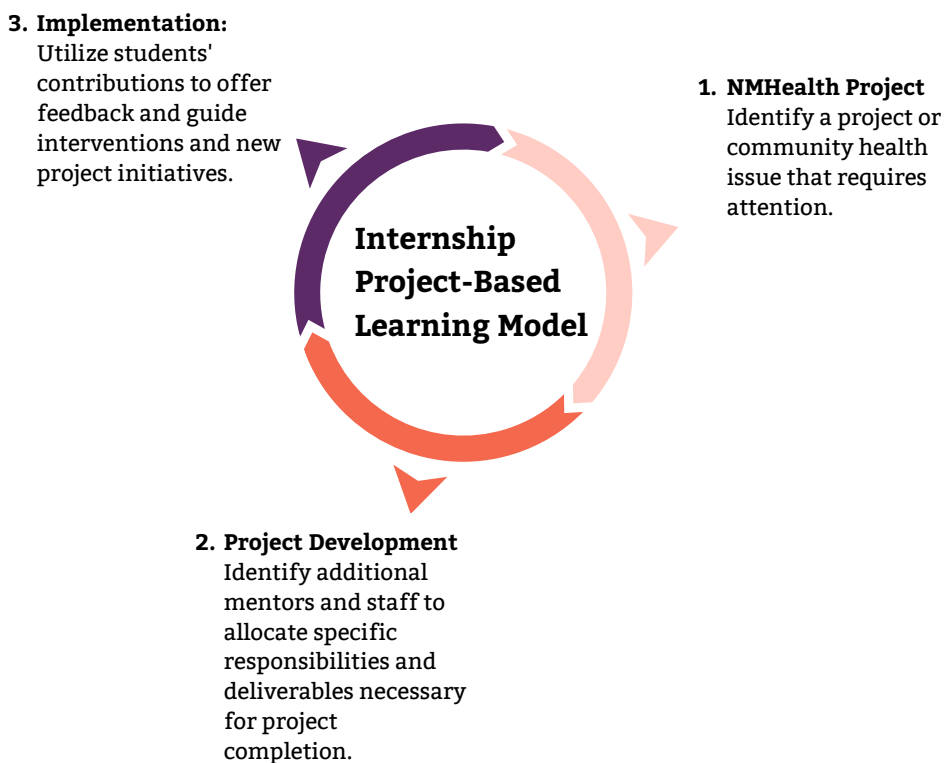 3. Implementation:
Utilize students'
contributions to offer
feedback and guide
interventions and new
project initiatives.
1. NMHealth Project
Identify a project or
community health
issue that requires
attention.
Internship
Project-Based
Learning Model
2. Project Development
Identify additional
mentors and staff to
allocate specific
responsibilities and
deliverables necessary
for project
completion.